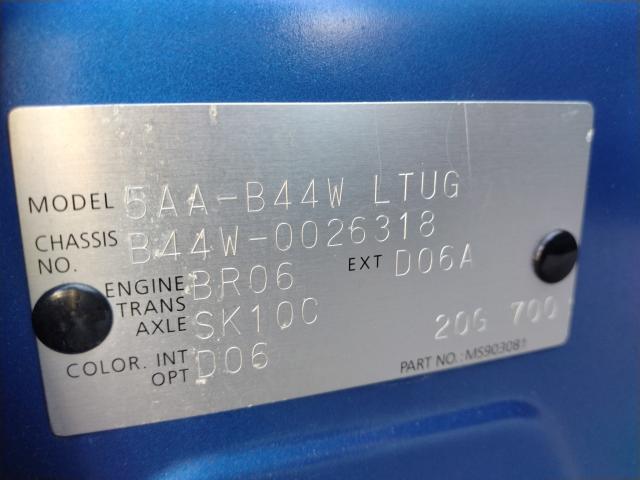 MODEL 5AA-B44W LTUG
CHASSIS NO. B44W-0026318
ENGINE BR06 EXT D06A
TRANS AXLE SK10C
20G 700
COLOR. INT D06
OPT
PART NO.: MS903081